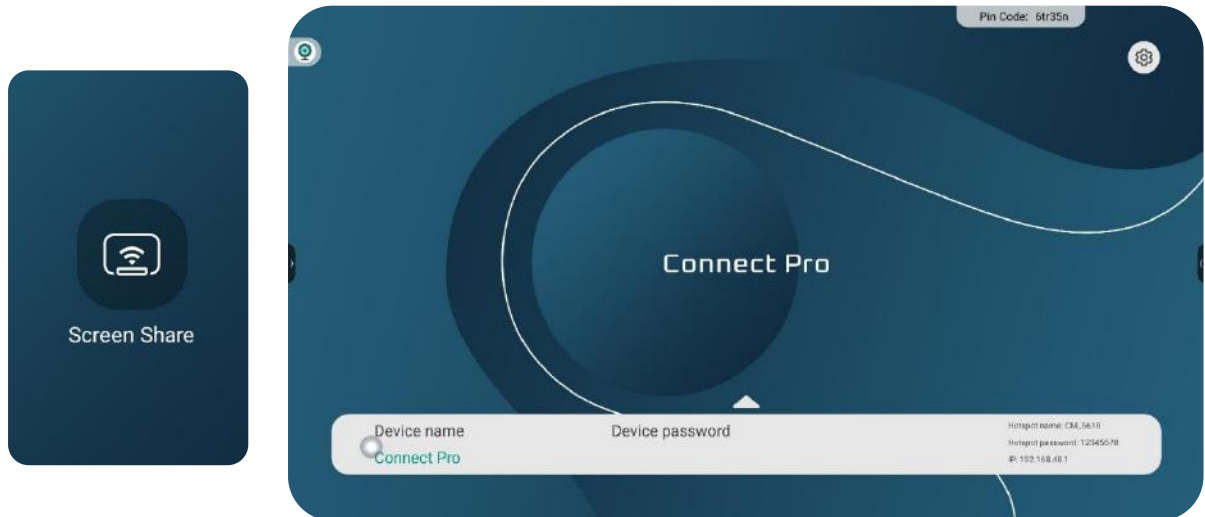 Screen Share
Pin Code: 6tr35n
Connect Pro
Device name
Connect Pro
Device password
Hotspot name: CM_5618
Hotspot password: 12345678
IP: 192.168.48.1